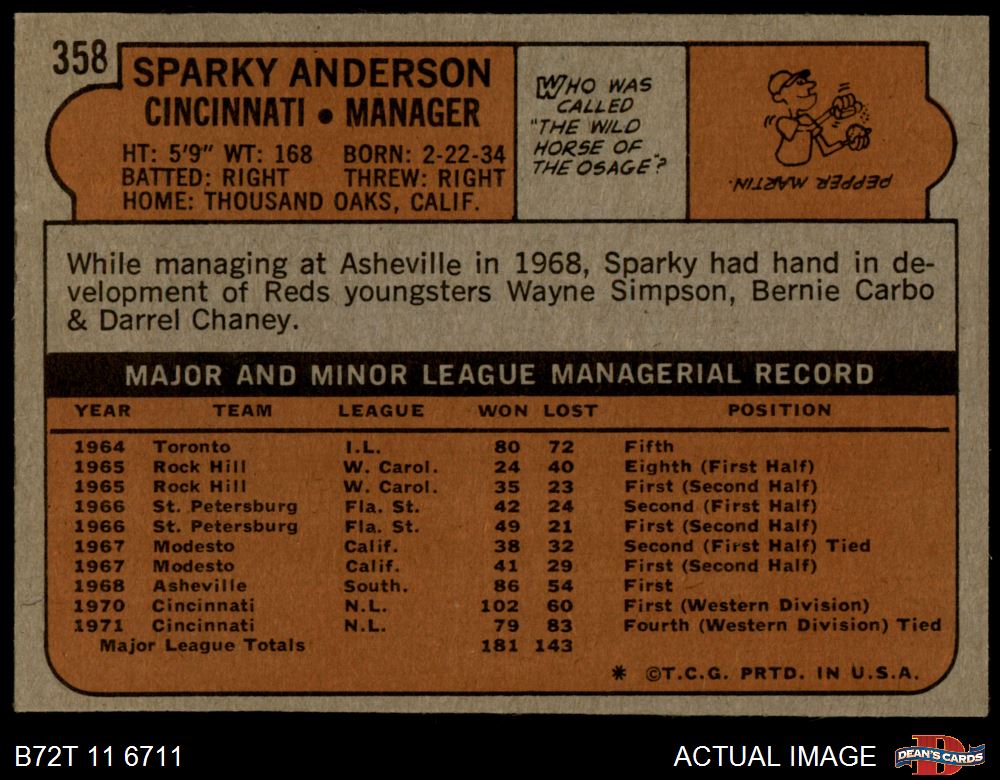 358
SPARKY ANDERSON
CINCINNATI • MANAGER
HT: 5'9" WT: 168 BORN: 2-22-34
BATTED: RIGHT THREW: RIGHT
HOME: THOUSAND OAKS, CALIF.
WHO WAS
CALLED
"THE WILD
HORSE OF
THE OSAGE"?
PEPPER MARTIN.
While managing at Asheville in 1968, Sparky had hand in de-
velopment of Reds youngsters Wayne Simpson, Bernie Carbo
& Darrel Chaney.
MAJOR AND MINOR LEAGUE MANAGERIAL RECORD
YEAR TEAM LEAGUE WON LOST POSITION
1964 Toronto I.L. 80 72 Fifth
1965 Rock Hill W. Carol. 24 40 Eighth (First Half)
1965 Rock Hill W. Carol. 35 23 First (Second Half)
1966 St. Petersburg Fla. St. 42 24 Second (First Half)
1966 St. Petersburg Fla. St. 49 21 First (Second Half)
1967 Modesto Calif. 38 32 Second (First Half) Tied
1967 Modesto Calif. 41 29 First (Second Half)
1968 Asheville South. 86 54 First
1970 Cincinnati N.L. 102 60 First (Western Division)
1971 Cincinnati N.L. 79 83 Fourth (Western Division) Tied
Major League Totals 181 143
* ©T.C.G. PRTD. IN U.S.A.
B72T 11 6711
ACTUAL IMAGE
DEAN'S CARDS